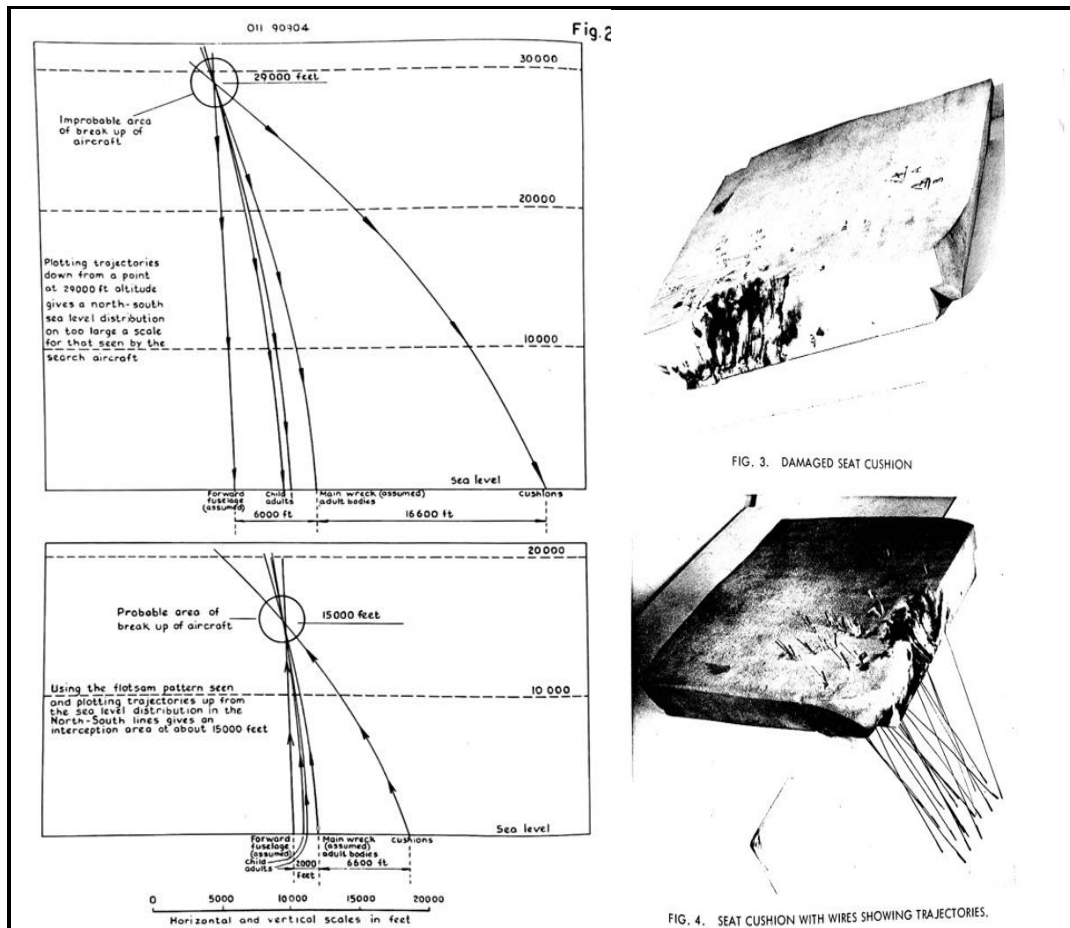 O11 90904
Fig.2
30000
29000 feet
Improbable area
of break up of
aircraft
20000
Plotting trajectories
down from a point
at 29000 ft altitude
gives a north-south
sea level distribution
on too large a scale
for that seen by the
search aircraft
10000
Sea level
Forward
fuselage
(assumed)
Child
adults
Main wreck (assumed)
adult bodies
Cushions
6000 ft
16600 ft
20000
Probable area of
break up of aircraft
15000 feet
10 000
Using the flotsam pattern seen
and plotting trajectories up from
the sea level distribution in the
North-South lines gives an
interception area at about 15000 feet
Sea level
Forward
fuselage
(assumed)
Child
adults
Main wreck
(assumed)
adult bodies
Cushions
2000
feet
6600 ft
0 5000 10000 15000 20000
Horizontal and vertical scales in feet
FIG. 3. DAMAGED SEAT CUSHION
FIG. 4. SEAT CUSHION WITH WIRES SHOWING TRAJECTORIES.